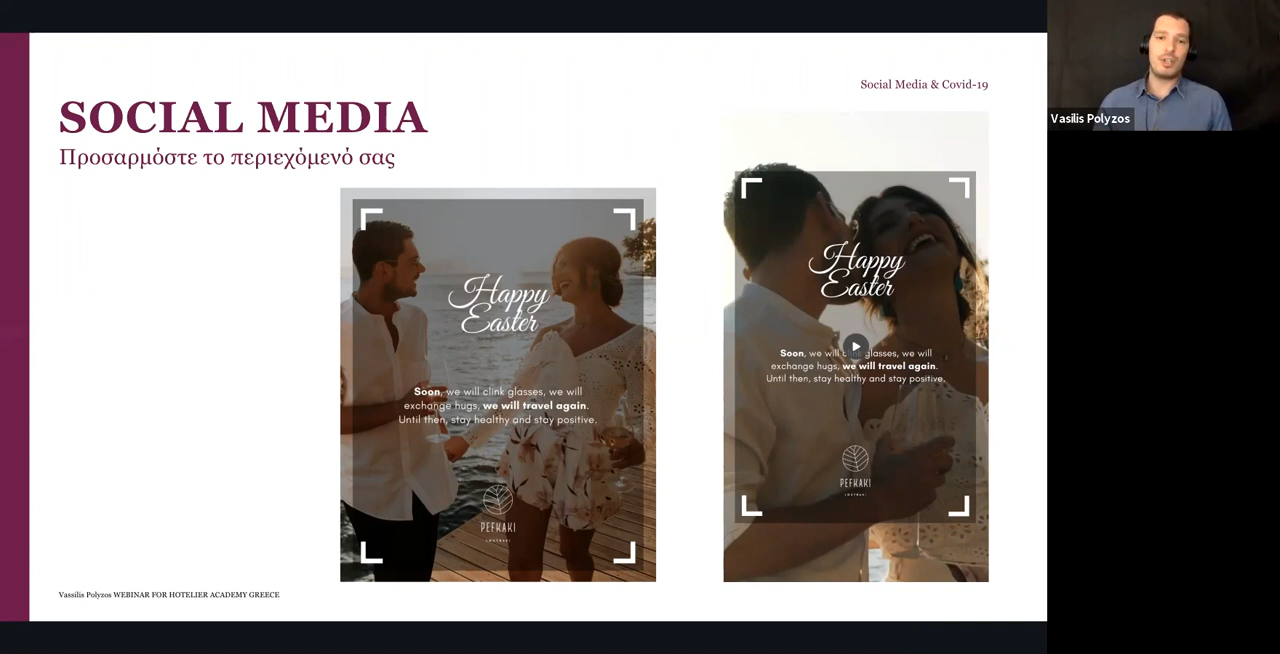 Social Media & Covid-19
SOCIAL MEDIA
Προσαρμόστε το περιεχόμενό σας
Happy
Easter
Soon, we will clink glasses, we will
exchange hugs, we will travel again.
Until then, stay healthy and stay positive.
PEFKAKI
LOUTRAKI
Happy
Easter
Soon, we will clink glasses, we will
exchange hugs, we will travel again.
Until then, stay healthy and stay positive.
PEFKAKI
Vassilis Polyzos WEBINAR FOR HOTELIER ACADEMY GREECE
Vasilis Polyzos